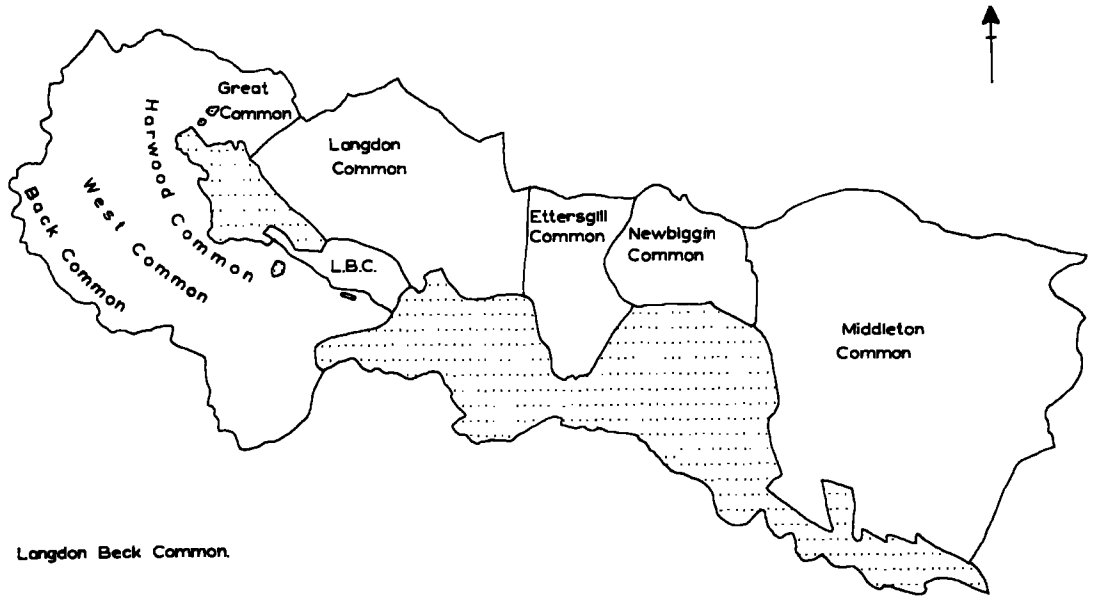 Great
Common
Harwood Common
West Common
Back Common
Langdon
Common
L.B.C.
Ettersgill
Common
Newbiggin
Common
Middleton
Common
Langdon Beck Common.